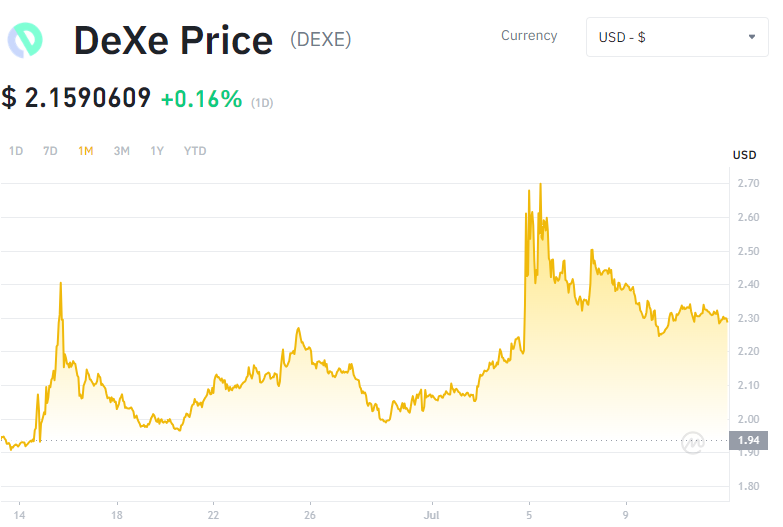 DeXe Price (DEXE)
Currency
USD - $
$ 2.1590609 +0.16% (1D)
1D 7D 1M 3M 1Y YTD
USD
2.70
2.60
2.50
2.40
2.30
2.20
2.10
2.00
1.94
1.90
1.80
14 18 22 26 Jul 5 9